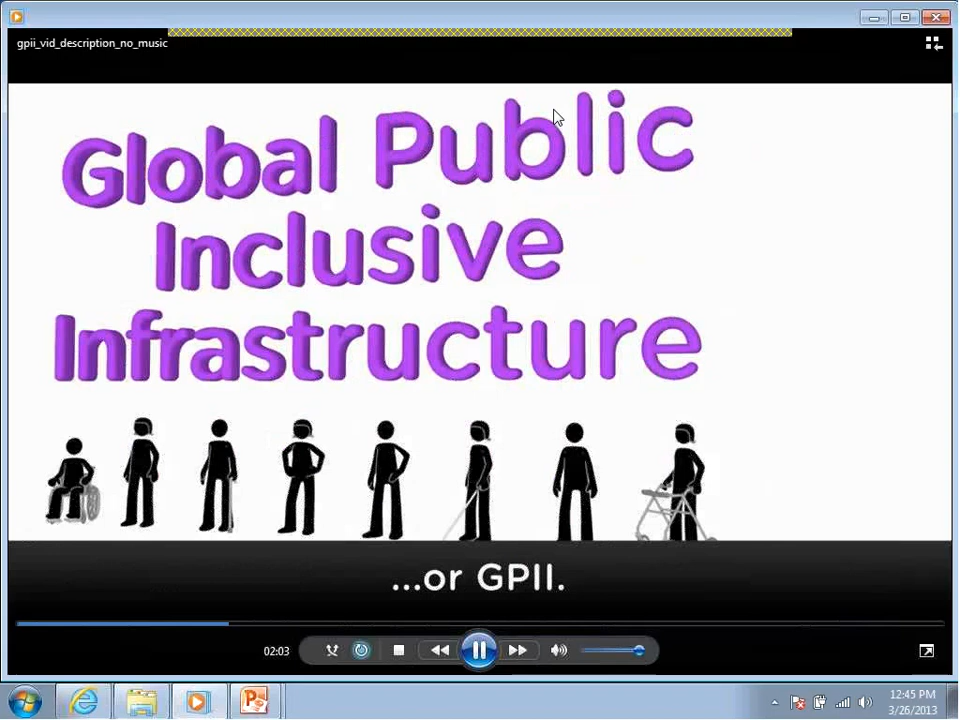 gpii_vid_description_no_music
Global Public
Inclusive
Infrastructure
...or GPII.
02:03
12:45 PM
3/26/2013